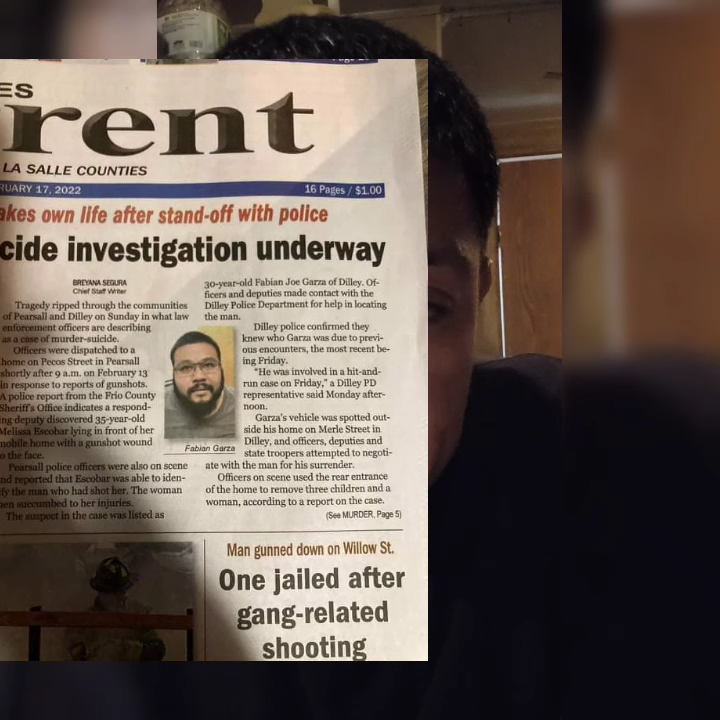 ES
rent
LA SALLE COUNTIES
RUARY 17, 2022
16 Pages / $1.00
akes own life after stand-off with police
cide investigation underway
BREYANA SEGURA
Chief Staff Writer
Tragedy ripped through the communities
of Pearsall and Dilley on Sunday in what law
enforcement officers are describing
as a case of murder-suicide.
Officers were dispatched to a
home on Pecos Street in Pearsall
shortly after 9 a.m. on February 13
in response to reports of gunshots.
A police report from the Frio County
Sheriff's Office indicates a respond-
ing deputy discovered 35-year-old
Melissa Escobar lying in front of her
mobile home with a gunshot wound
o the face.
Pearsall police officers were also on scene
nd reported that Escobar was able to iden-
ify the man who had shot her. The woman
en succumbed to her injuries.
The suspect in the case was listed as
30-year-old Fabian Joe Garza of Dilley. Of-
ficers and deputies made contact with the
Dilley Police Department for help in locating
the man.
Dilley police confirmed they
knew who Garza was due to previ-
ous encounters, the most recent be-
ing Friday.
"He was involved in a hit-and-
run case on Friday," a Dilley PD
representative said Monday after-
noon.
Garza's vehicle was spotted out-
side his home on Merle Street in
Dilley, and officers, deputies and
state troopers attempted to negoti-
ate with the man for his surrender.
Officers on scene used the rear entrance
of the home to remove three children and a
woman, according to a report on the case.
(See MURDER, Page 5)
Fabian Garza
Man gunned down on Willow St.
One jailed after
gang-related
shooting